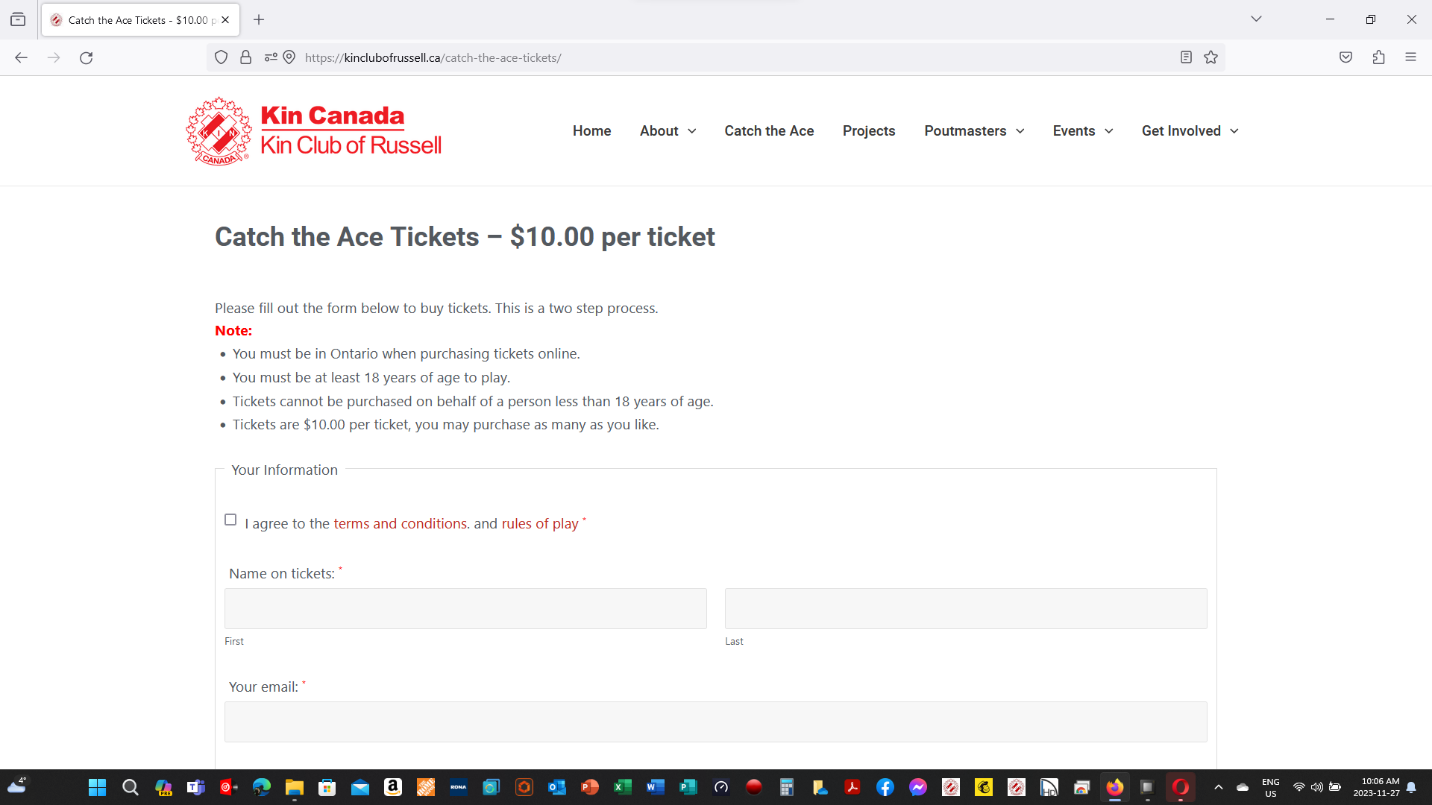 Catch the Ace Tickets - $10.00 p
https://kinclubofrussell.ca/catch-the-ace-tickets/
KIN
CANADA
Kin Canada
Kin Club of Russell
Home
About
Catch the Ace
Projects
Poutmasters
Events
Get Involved
Catch the Ace Tickets – $10.00 per ticket
Please fill out the form below to buy tickets. This is a two step process.
Note:
• You must be in Ontario when purchasing tickets online.
• You must be at least 18 years of age to play.
• Tickets cannot be purchased on behalf of a person less than 18 years of age.
• Tickets are $10.00 per ticket, you may purchase as many as you like.
Your Information
I agree to the terms and conditions. and rules of play *
Name on tickets: *
First
Last
Your email: *
4°
RONA
ENG
US
10:06 AM
2023-11-27